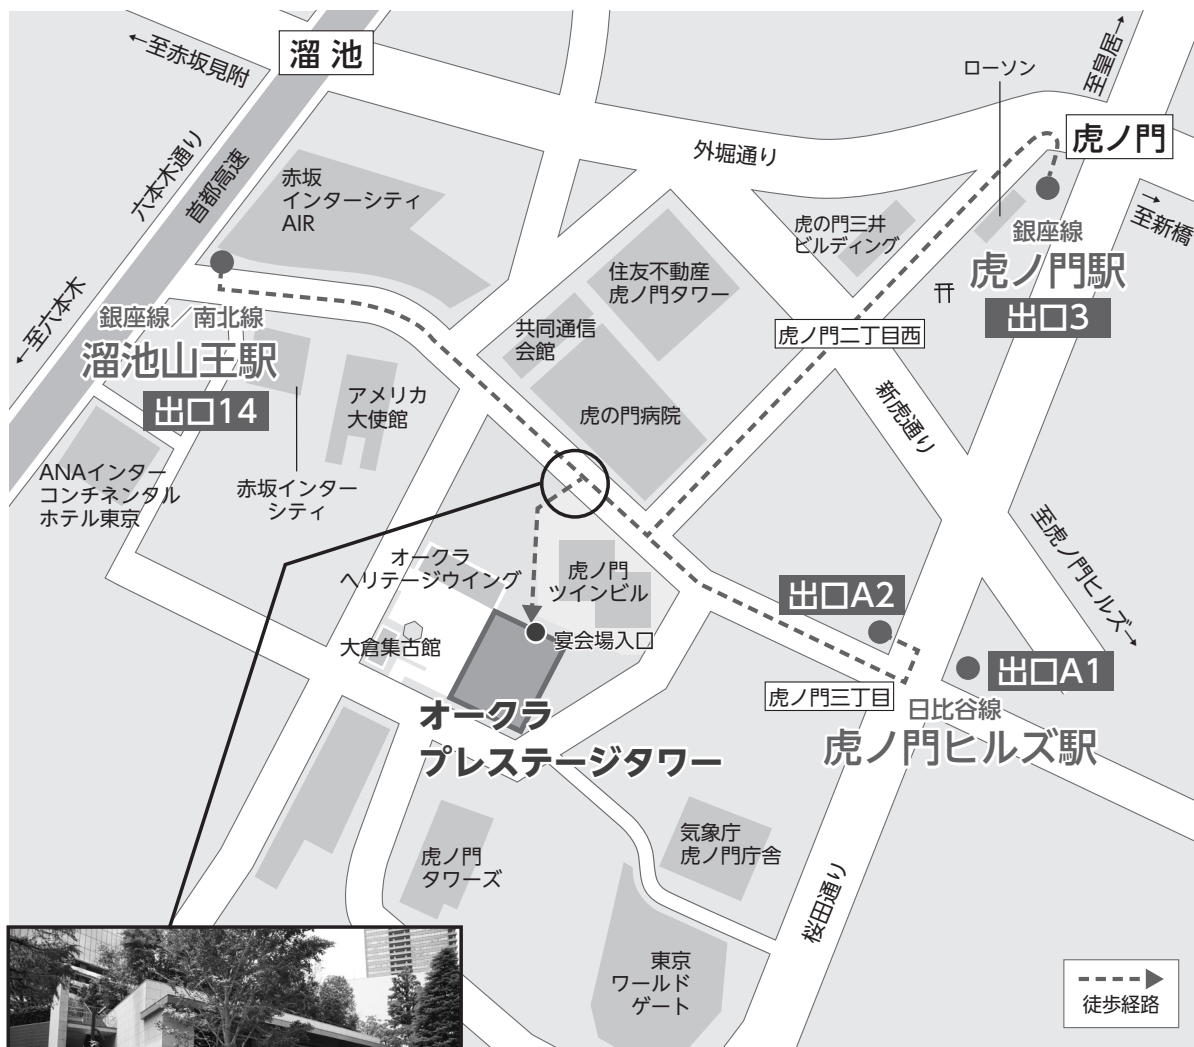 ←至赤坂見附
溜池
ローソン
至皇居→
虎ノ門
六本木通り
首都高速
外堀通り
赤坂
インターシティ
AIR
虎の門三井
ビルディング
→
至新橋
銀座線
虎ノ門駅
出口3
住友不動産
虎ノ門タワー
←至六本木
銀座線／南北線
溜池山王駅
出口14
共同通信
会館
虎ノ門二丁目西
アメリカ
大使館
虎の門病院
新虎通り
ANAインター
コンチネンタル
ホテル東京
赤坂インター
シティ
至虎ノ門ヒルズ→
オークラ
ヘリテージウイング
虎ノ門
ツインビル
出口A2
大倉集古館
宴会場入口
出口A1
虎ノ門三丁目
日比谷線
虎ノ門ヒルズ駅
オークラ
プレステージタワー
気象庁
虎ノ門庁舎
虎ノ門
タワーズ
桜田通り
東京
ワールド
ゲート
徒歩経路